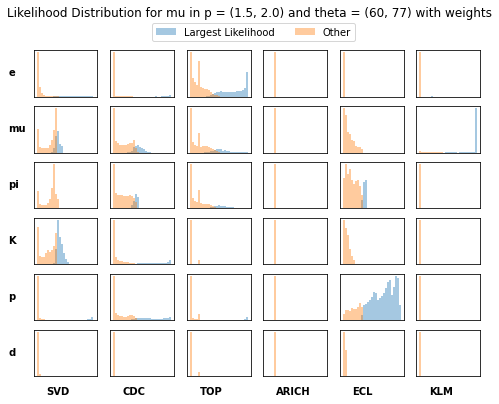 Likelihood Distribution for mu in p = (1.5, 2.0) and theta = (60, 77) with weights
Largest Likelihood Other
e
mu
pi
K
p
d
SVD CDC TOP ARICH ECL KLM